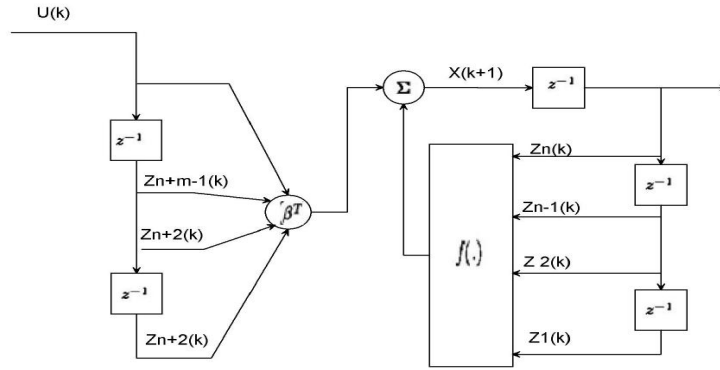 U(k)
z⁻¹
Zn+m-1(k)
Zn+2(k)
z⁻¹
Zn+2(k)
βᵀ
Σ
X(k+1)
z⁻¹
f(.)
Zn(k)
z⁻¹
Zn-1(k)
Z 2(k)
z⁻¹
Z1(k)